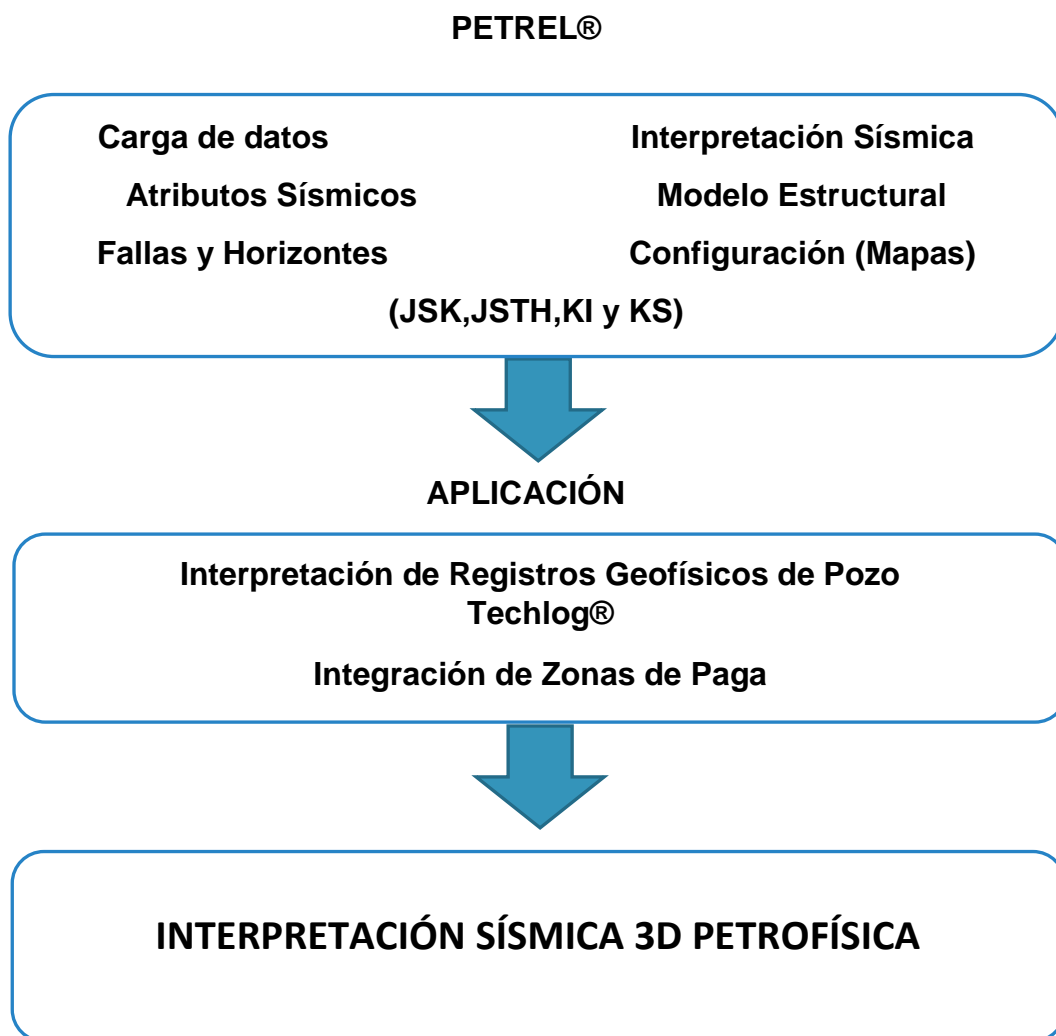 PETREL®
Carga de datos Interpretación Sísmica
Atributos Sísmicos Modelo Estructural
Fallas y Horizontes Configuración (Mapas)
(JSK,JSTH,KI y KS)
APLICACIÓN
Interpretación de Registros Geofísicos de Pozo
Techlog®
Integración de Zonas de Paga
INTERPRETACIÓN SÍSMICA 3D PETROFÍSICA